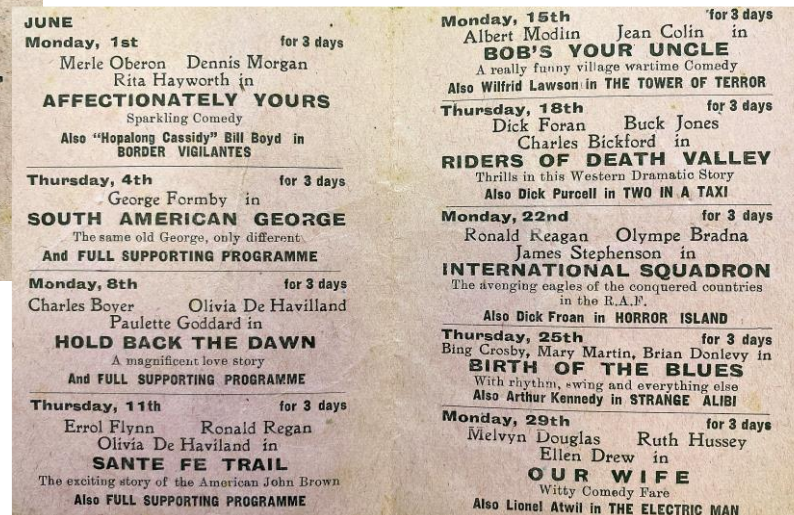 JUNE
Monday, 1st for 3 days
Merle Oberon Dennis Morgan
Rita Hayworth in
AFFECTIONATELY YOURS
Sparkling Comedy
Also "Hopalong Cassidy" Bill Boyd in
BORDER VIGILANTES
Thursday, 4th for 3 days
George Formby in
SOUTH AMERICAN GEORGE
The same old George, only different
And FULL SUPPORTING PROGRAMME
Monday, 8th for 3 days
Charles Boyer Olivia De Havilland
Paulette Goddard in
HOLD BACK THE DAWN
A magnificent love story
And FULL SUPPORTING PROGRAMME
Thursday, 11th for 3 days
Errol Flynn Ronald Regan
Olivia De Haviland in
SANTE FE TRAIL
The exciting story of the American John Brown
Also FULL SUPPORTING PROGRAMME
Monday, 15th for 3 days
Albert Modlin Jean Colin in
BOB'S YOUR UNCLE
A really funny village wartime Comedy
Also Wilfrid Lawson in THE TOWER OF TERROR
Thursday, 18th for 3 days
Dick Foran Buck Jones
Charles Bickford in
RIDERS OF DEATH VALLEY
Thrills in this Western Dramatic Story
Also Dick Purcell in TWO IN A TAXI
Monday, 22nd for 3 days
Ronald Reagan Olympe Bradna
James Stephenson in
INTERNATIONAL SQUADRON
The avenging eagles of the conquered countries
in the R.A.F.
Also Dick Froan in HORROR ISLAND
Thursday, 25th for 3 days
Bing Crosby, Mary Martin, Brian Donlevy in
BIRTH OF THE BLUES
With rhythm, swing and everything else
Also Arthur Kennedy in STRANGE ALIBI
Monday, 29th for 3 days
Melvyn Douglas Ruth Hussey
Ellen Drew in
OUR WIFE
Witty Comedy Fare
Also Lionel Atwil in THE ELECTRIC MAN